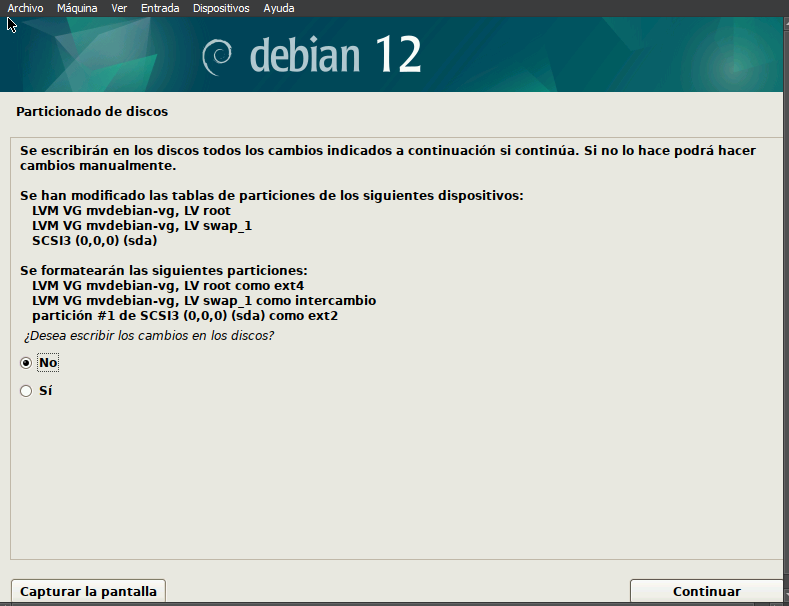 Archivo Máquina Ver Entrada Dispositivos Ayuda
debian 12
Particionado de discos
Se escribirán en los discos todos los cambios indicados a continuación si continúa. Si no lo hace podrá hacer
cambios manualmente.
Se han modificado las tablas de particiones de los siguientes dispositivos:
LVM VG mvdebian-vg, LV root
LVM VG mvdebian-vg, LV swap_1
SCSI3 (0,0,0) (sda)
Se formatearán las siguientes particiones:
LVM VG mvdebian-vg, LV root como ext4
LVM VG mvdebian-vg, LV swap_1 como intercambio
partición #1 de SCSI3 (0,0,0) (sda) como ext2
¿Desea escribir los cambios en los discos?
No
Sí
Capturar la pantalla Continuar